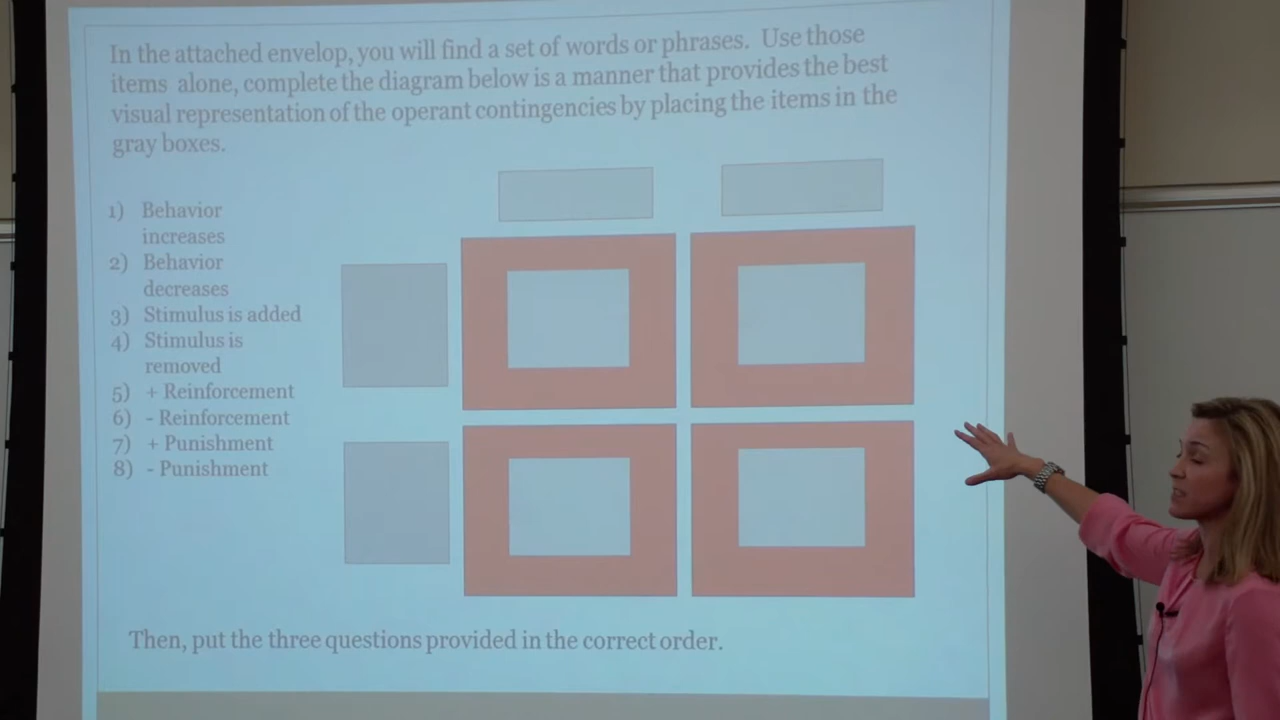 In the attached envelop, you will find a set of words or phrases. Use those
items alone, complete the diagram below is a manner that provides the best
visual representation of the operant contingencies by placing the items in the
gray boxes.
1) Behavior
increases
2) Behavior
decreases
3) Stimulus is added
4) Stimulus is
removed
5) + Reinforcement
6) - Reinforcement
7) + Punishment
8) - Punishment
Then, put the three questions provided in the correct order.